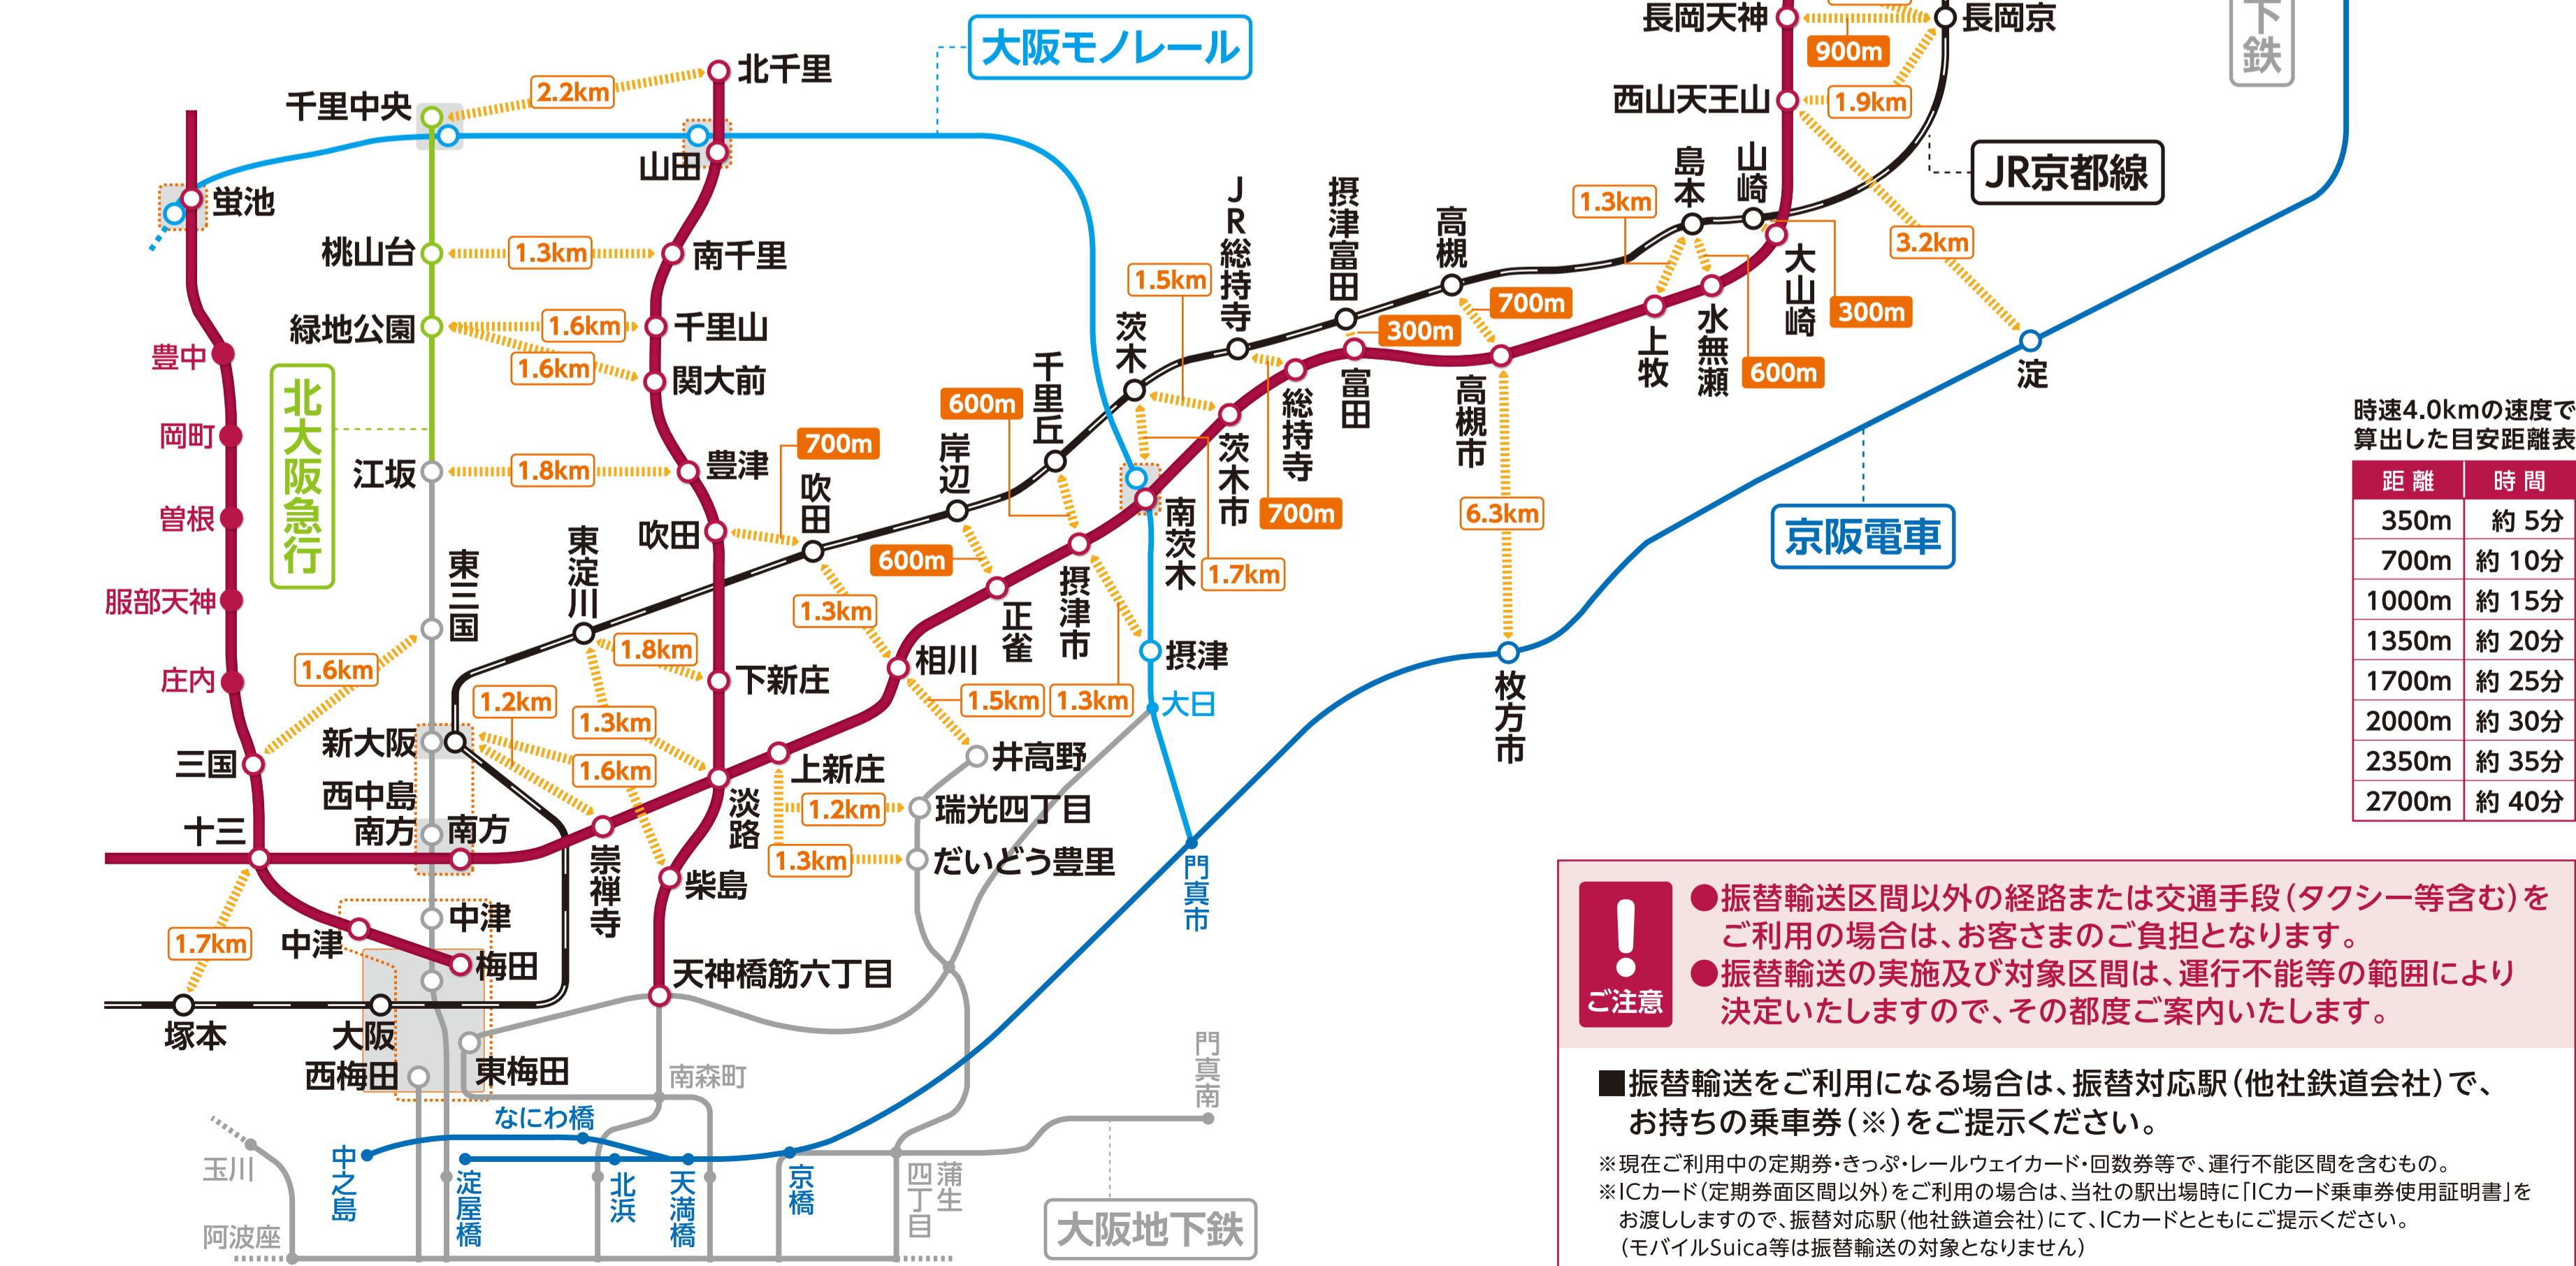 長岡天神
長岡京
900m
下鉄
大阪モノレール
北千里
2.2km
千里中央
西山天王山
1.9km
山田
蛍池
JR京都線
島本
山崎
1.3km
JR総持寺
摂津富田
高槻
3.2km
桃山台
1.3km
南千里
1.5km
大山崎
300m
緑地公園
1.6km
千里山
1.6km
関大前
茨木
300m
700m
上牧
水無瀬
600m
淀
豊中
北大阪急行
千里丘
600m
総持寺
富田
高槻市
岡町
江坂
1.8km
豊津
700m
吹田
岸辺
茨木市
700m
6.3km
曽根
吹田
東淀川
600m
南茨木
1.7km
京阪電車
東三国
服部天神
1.3km
正雀
摂津市
摂津
1.6km
1.8km
相川
庄内
下新庄
1.2km
1.3km
1.5km
1.3km
大日
枚方市
新大阪
三国
1.6km
上新庄
井高野
西中島
南方
南方
淡路
1.2km
瑞光四丁目
十三
崇禅寺
1.3km
だいどう豊里
柴島
門真市
中津
中津
1.7km
梅田
天神橋筋六丁目
塚本
大阪
西梅田
東梅田
南森町
門真南
なにわ橋
玉川
中之島
淀屋橋
北浜
天満橋
京橋
蒲生
四丁目
阿波座
大阪地下鉄
時速4.0kmの速度で
算出した目安距離表
距離 時間
350m 約 5分
700m 約 10分
1000m 約 15分
1350m 約 20分
1700m 約 25分
2000m 約 30分
2350m 約 35分
2700m 約 40分
!
ご注意
●振替輸送区間以外の経路または交通手段(タクシー等含む)を
ご利用の場合は、お客さまのご負担となります。
●振替輸送の実施及び対象区間は、運行不能等の範囲により
決定いたしますので、その都度ご案内いたします。
■振替輸送をご利用になる場合は、振替対応駅(他社鉄道会社)で、
お持ちの乗車券(※)をご提示ください。
※現在ご利用中の定期券・きっぷ・レールウェイカード・回数券等で、運行不能区間を含むもの。
※ICカード(定期券面区間以外)をご利用の場合は、当社の駅出場時に「ICカード乗車券使用証明書」を
お渡ししますので、振替対応駅(他社鉄道会社)にて、ICカードとともにご提示ください。
(モバイルSuica等は振替輸送の対象となりません)